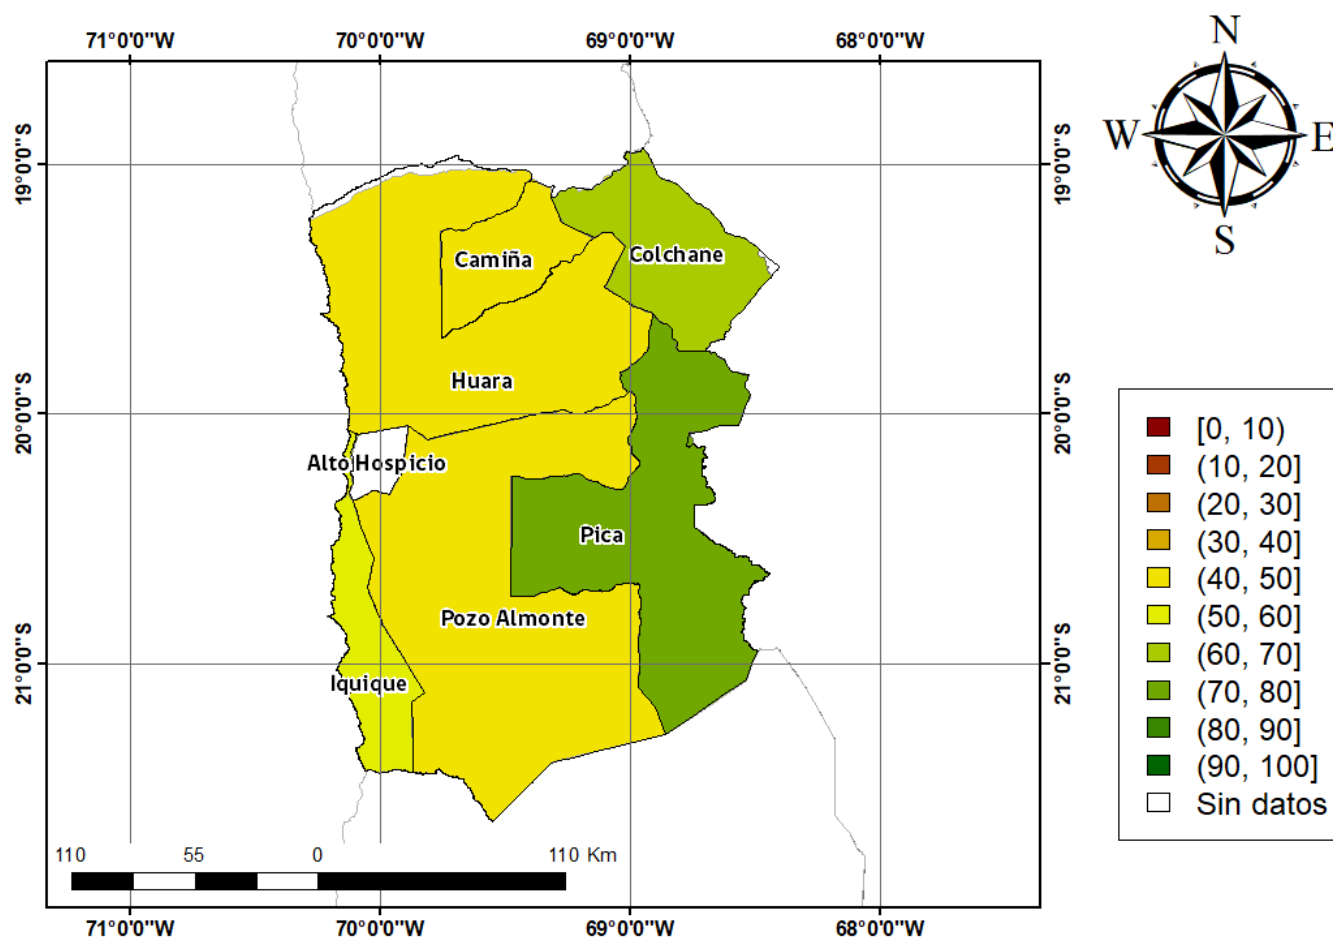 71°0'0"W 70°0'0"W 69°0'0"W 68°0'0"W
N
W E
S
19°0'0"S 19°0'0"S
Camiña
Colchane
Huara
20°0'0"S 20°0'0"S
Alto Hospicio
Pica
Pozo Almonte
21°0'0"S 21°0'0"S
Iquique
110 55 0 110 Km
71°0'0"W 70°0'0"W 69°0'0"W 68°0'0"W
[0, 10)
(10, 20]
(20, 30]
(30, 40]
(40, 50]
(50, 60]
(60, 70]
(70, 80]
(80, 90]
(90, 100]
Sin datos